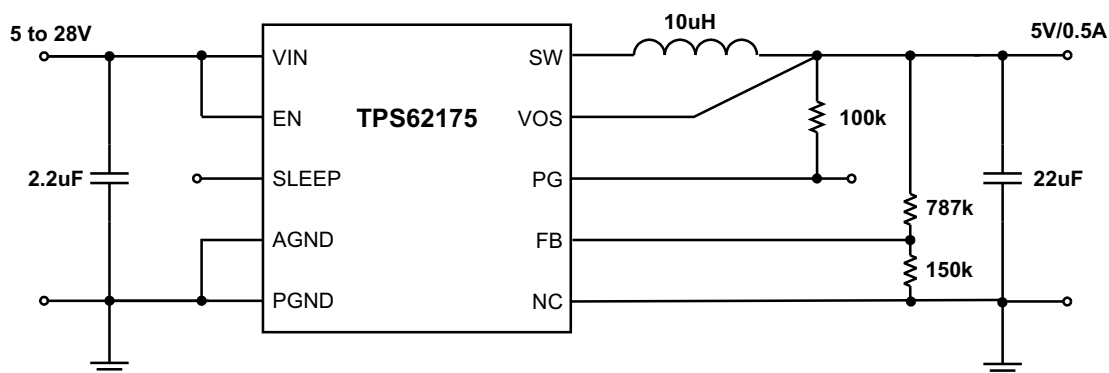 10uH
5 to 28V
5V/0.5A
VIN
SW
EN
TPS62175
VOS
100k
2.2uF
SLEEP
PG
22uF
787k
AGND
FB
150k
PGND
NC